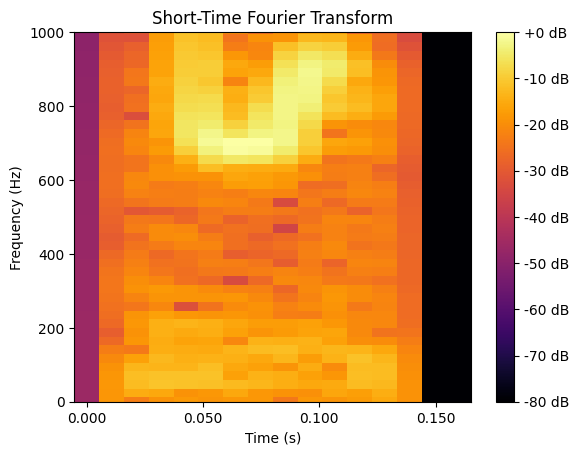 Short-Time Fourier Transform
1000
800
600
400
200
0
Frequency (Hz)
0.000
0.050
0.100
0.150
Time (s)
+0 dB
-10 dB
-20 dB
-30 dB
-40 dB
-50 dB
-60 dB
-70 dB
-80 dB